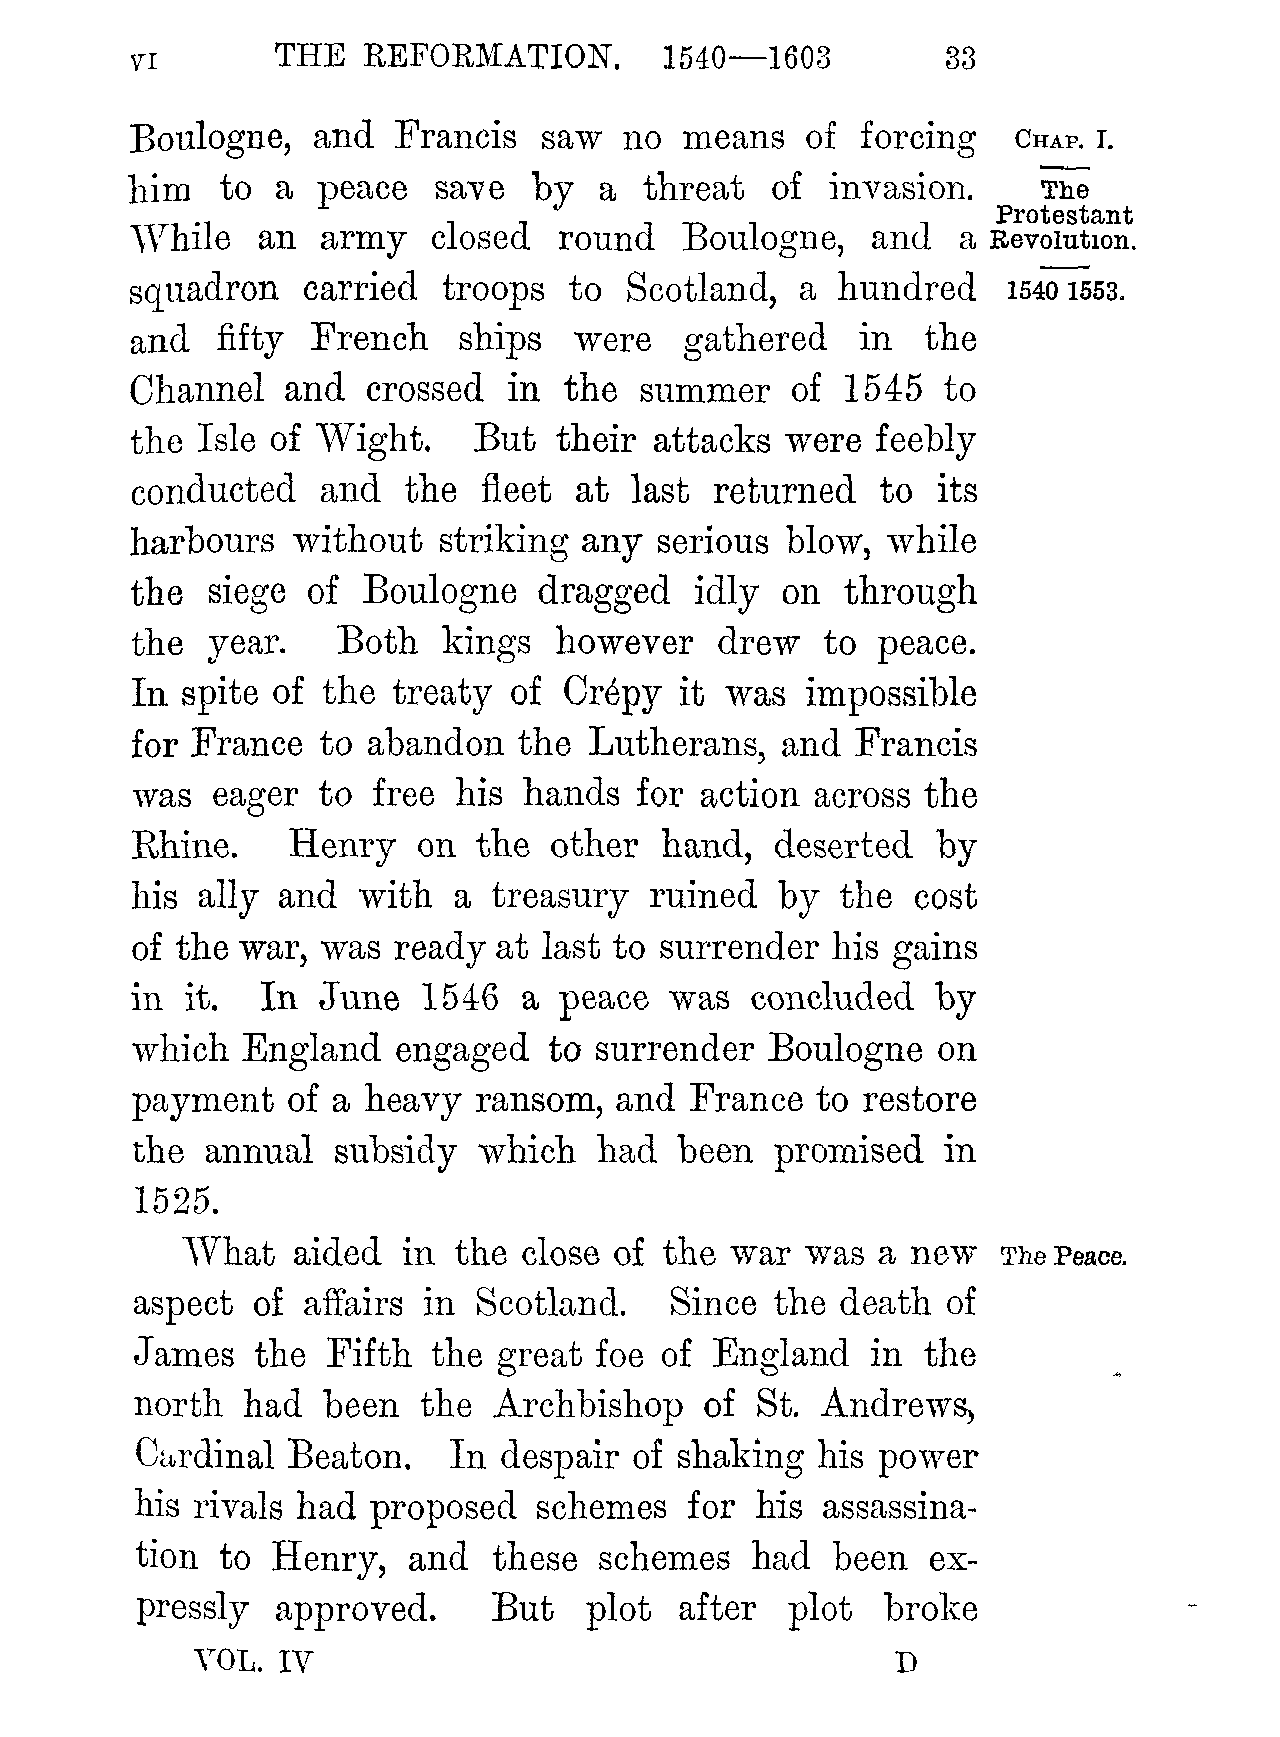 VI THE REFORMATION. 1540—1603 33
Boulogne, and Francis saw no means of forcing
him to a peace save by a threat of invasion.
While an army closed round Boulogne, and a
squadron carried troops to Scotland, a hundred
and fifty French ships were gathered in the
Channel and crossed in the summer of 1545 to
the Isle of Wight. But their attacks were feebly
conducted and the fleet at last returned to its
harbours without striking any serious blow, while
the siege of Boulogne dragged idly on through
the year. Both kings however drew to peace.
In spite of the treaty of Crépy it was impossible
for France to abandon the Lutherans, and Francis
was eager to free his hands for action across the
Rhine. Henry on the other hand, deserted by
his ally and with a treasury ruined by the cost
of the war, was ready at last to surrender his gains
in it. In June 1546 a peace was concluded by
which England engaged to surrender Boulogne on
payment of a heavy ransom, and France to restore
the annual subsidy which had been promised in
1525.
What aided in the close of the war was a new
aspect of affairs in Scotland. Since the death of
James the Fifth the great foe of England in the
north had been the Archbishop of St. Andrews,
Cardinal Beaton. In despair of shaking his power
his rivals had proposed schemes for his assassina-
tion to Henry, and these schemes had been ex-
pressly approved. But plot after plot broke
VOL. IV D
CHAP. I.
The
Protestant
Revolution.
1540 1553.
The Peace.